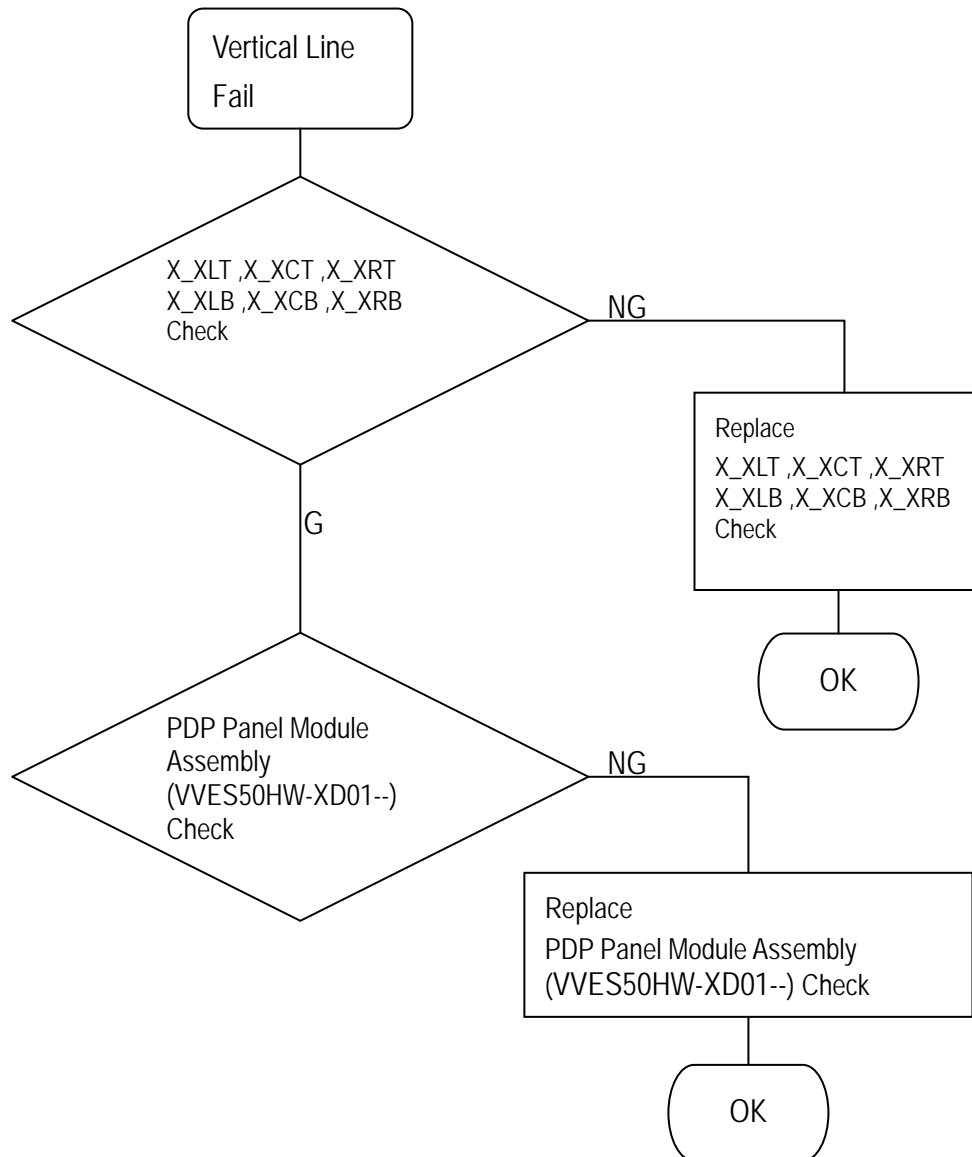 Vertical Line
Fail
X_XLT ,X_XCT ,X_XRT
X_XLB ,X_XCB ,X_XRB
Check
NG
Replace
X_XLT ,X_XCT ,X_XRT
X_XLB ,X_XCB ,X_XRB
Check
G
OK
PDP Panel Module
Assembly
(VVES50HW-XD01--)
Check
NG
Replace
PDP Panel Module Assembly
(VVES50HW-XD01--) Check
OK